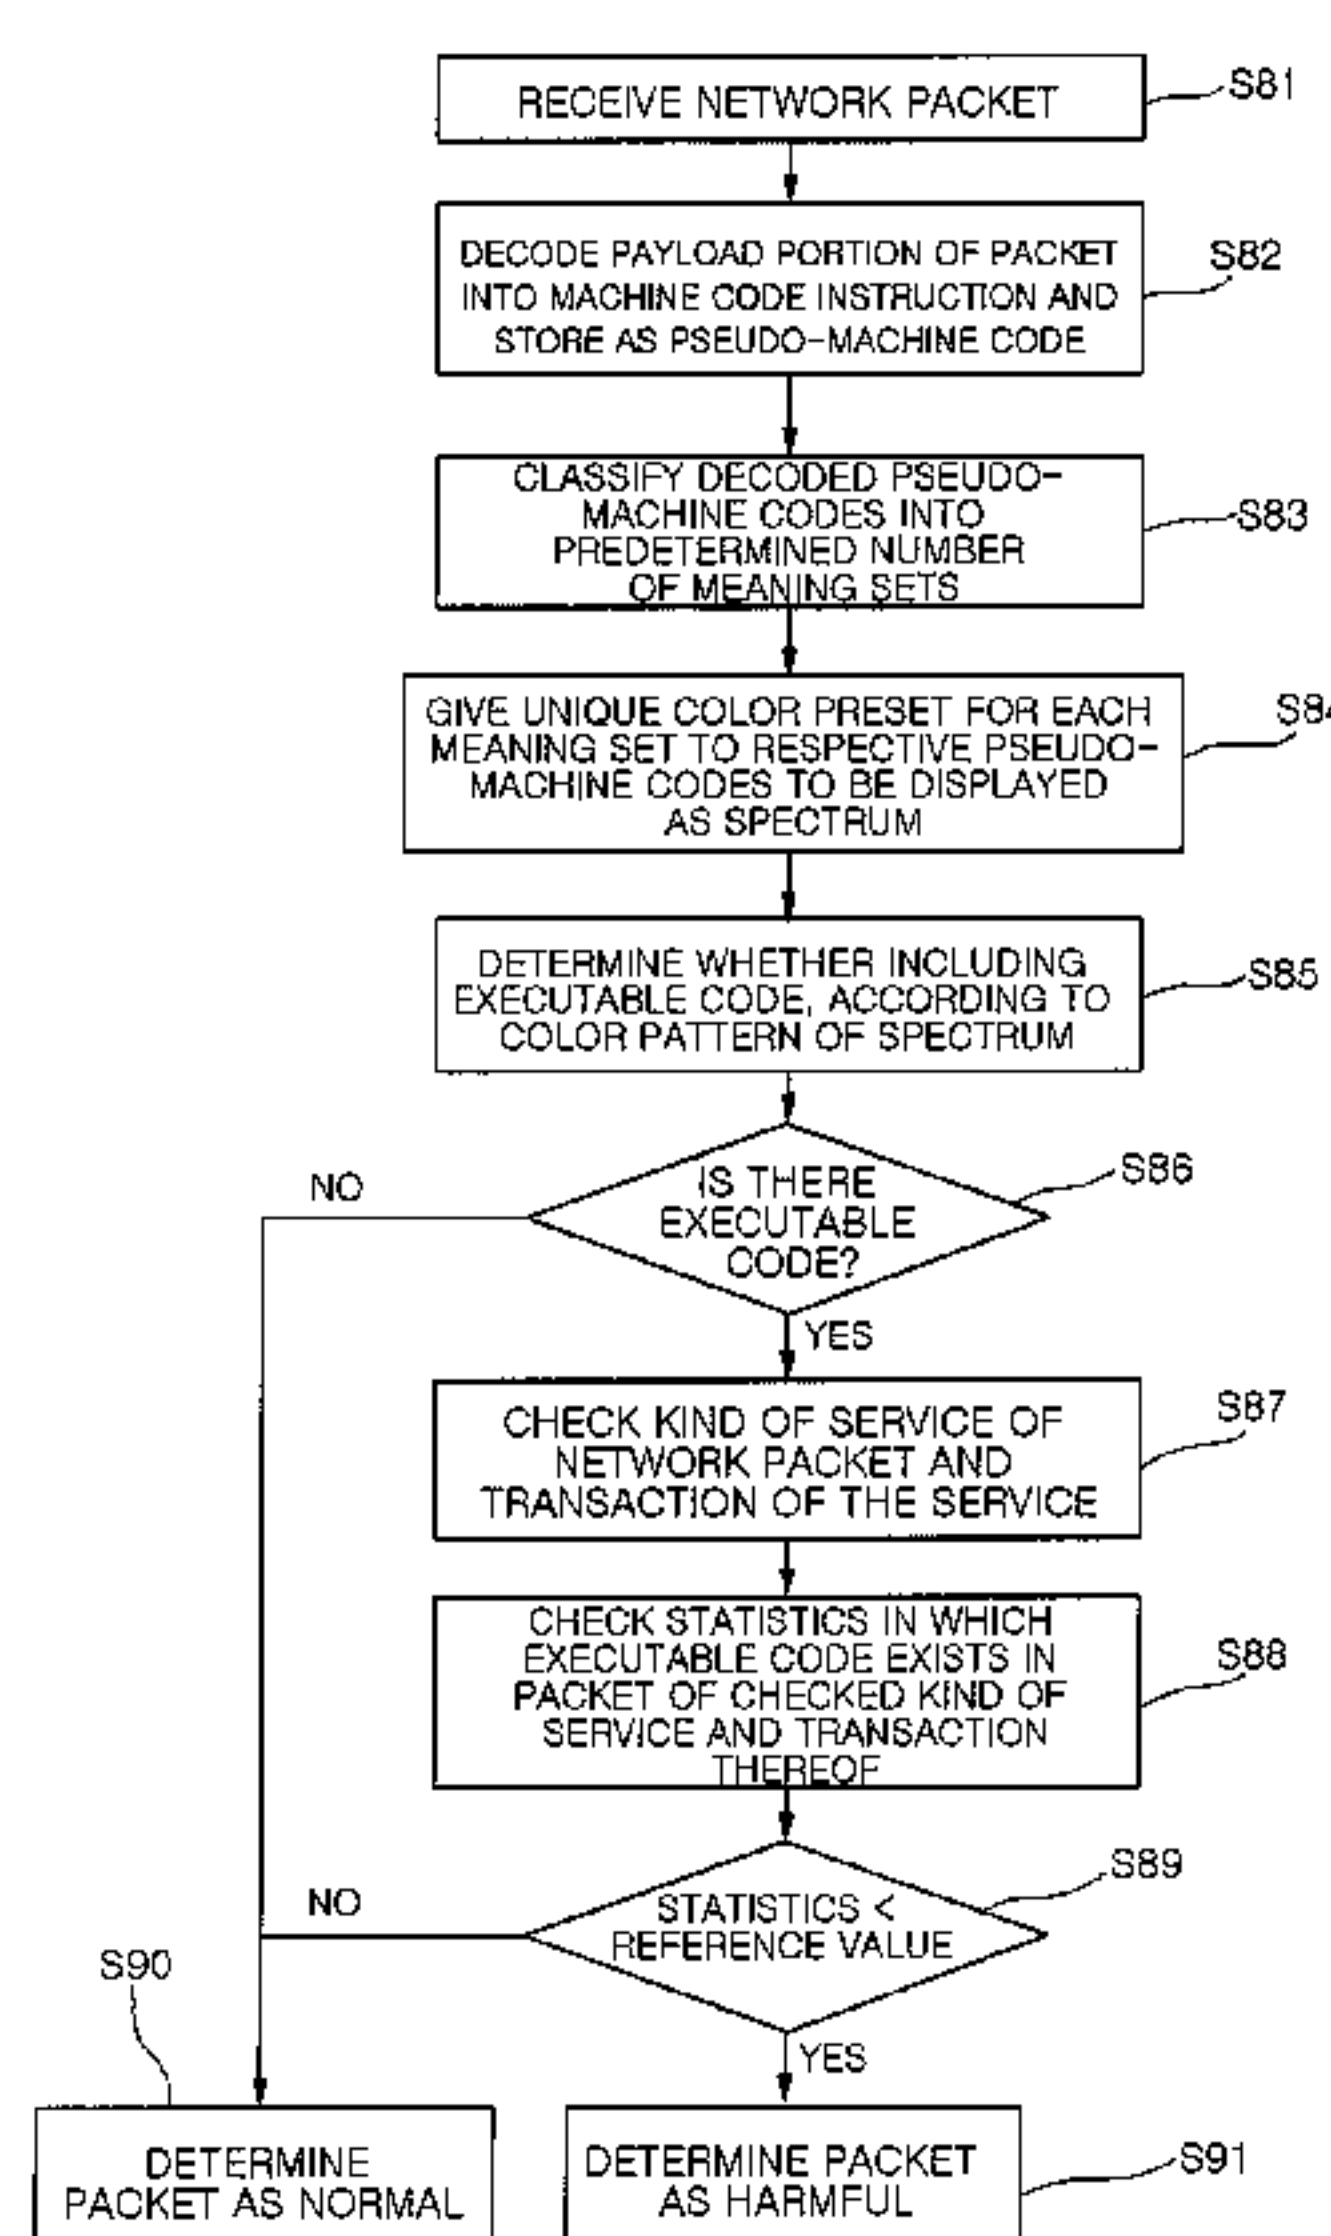 RECEIVE NETWORK PACKET
S81
DECODE PAYLOAD PORTION OF PACKET
INTO MACHINE CODE INSTRUCTION AND
STORE AS PSEUDO-MACHINE CODE
S82
CLASSIFY DECODED PSEUDO-
MACHINE CODES INTO
PREDETERMINED NUMBER
OF MEANING SETS
S83
GIVE UNIQUE COLOR PRESET FOR EACH
MEANING SET TO RESPECTIVE PSEUDO-
MACHINE CODES TO BE DISPLAYED
AS SPECTRUM
S84
DETERMINE WHETHER INCLUDING
EXECUTABLE CODE, ACCORDING TO
COLOR PATTERN OF SPECTRUM
S85
IS THERE
EXECUTABLE
CODE?
S86
NO
YES
CHECK KIND OF SERVICE OF
NETWORK PACKET AND
TRANSACTION OF THE SERVICE
S87
CHECK STATISTICS IN WHICH
EXECUTABLE CODE EXISTS IN
PACKET OF CHECKED KIND OF
SERVICE AND TRANSACTION
THEREOF
S88
STATISTICS <
REFERENCE VALUE
S89
NO
YES
S90
DETERMINE
PACKET AS NORMAL
DETERMINE PACKET
AS HARMFUL
S91